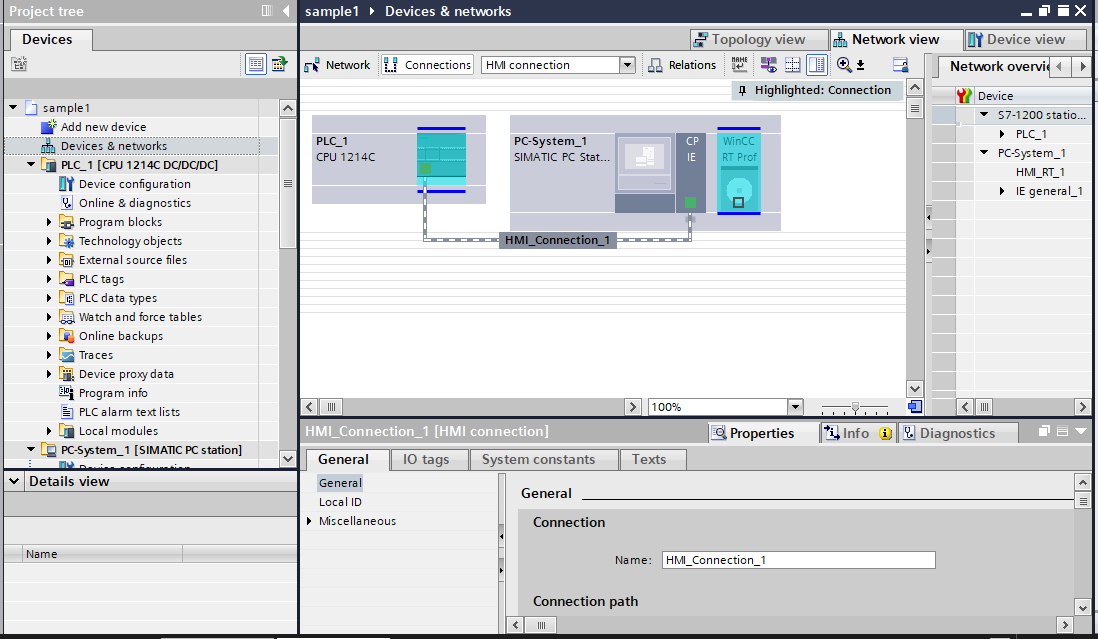 Project tree
sample1 Devices & networks
Devices
Topology view
Network view
Device view
Network
Connections
HMI connection
Relations
Network overvie
Highlighted: Connection
Device
sample1
Add new device
Devices & networks
PLC_1 [CPU 1214C DC/DC/DC]
Device configuration
Online & diagnostics
Program blocks
Technology objects
External source files
PLC tags
PLC data types
Watch and force tables
Online backups
Traces
Device proxy data
Program info
PLC alarm text lists
Local modules
PC-System_1 [SIMATIC PC station]
Device configuration
PLC_1
CPU 1214C
PC-System_1
SIMATIC PC Stat...
CP
IE
WinCC
RT Prof
HMI_Connection_1
S7-1200 statio...
PLC_1
PC-System_1
HMI_RT_1
IE general_1
100%
HMI_Connection_1 [HMI connection]
Properties
Info
Diagnostics
General
IO tags
System constants
Texts
General
Local ID
Miscellaneous
General
Connection
Name:
HMI_Connection_1
Connection path
Details view
Name